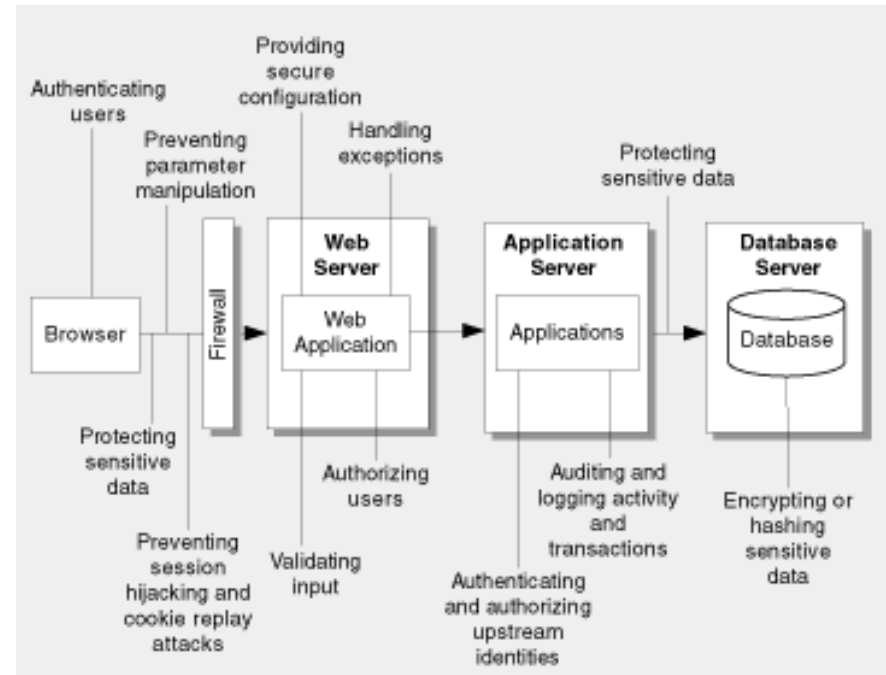 Providing
secure
configuration
Authenticating
users
Preventing
parameter
manipulation
Handling
exceptions
Protecting
sensitive data
Web
Server
Application
Server
Database
Server
Browser
Firewall
Web
Application
Applications
Database
Protecting
sensitive
data
Authorizing
users
Auditing and
logging activity
and
transactions
Encrypting or
hashing
sensitive
data
Preventing
session
hijacking and
cookie replay
attacks
Validating
input
Authenticating
and authorizing
upstream
identities